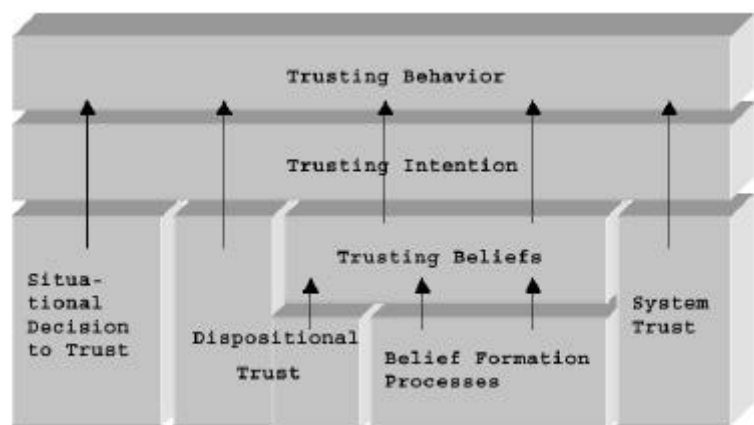 Trusting Behavior
Trusting Intention
Trusting Beliefs
Situa-
tional
Decision
to Trust
Dispositional
Trust
Belief Formation
Processes
System
Trust